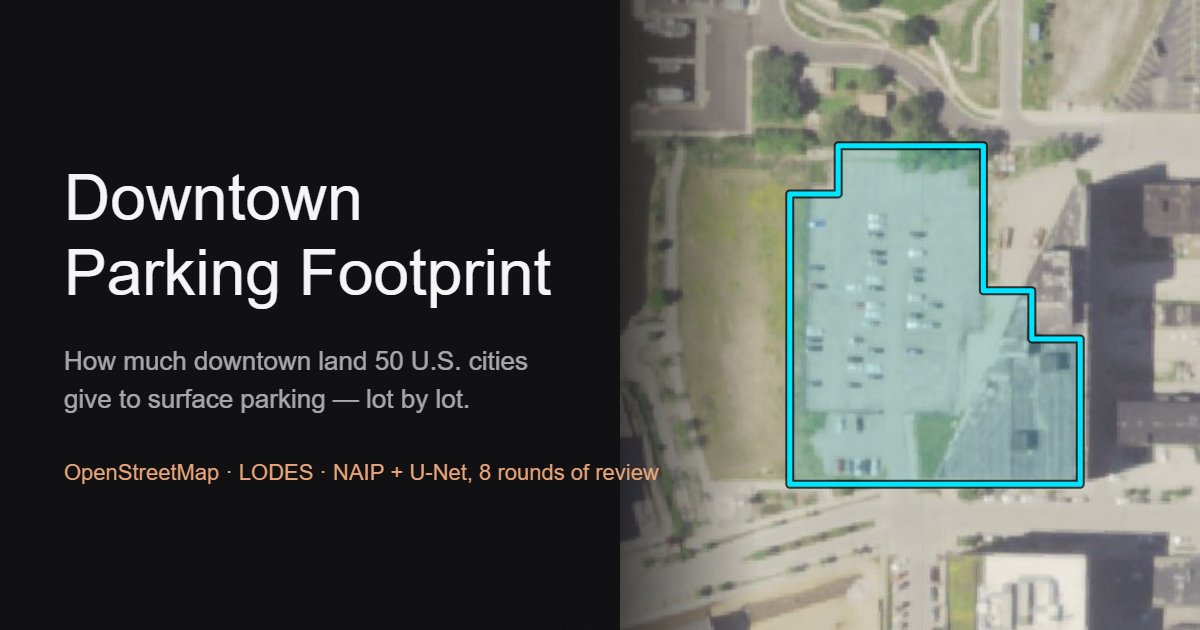 Downtown
Parking Footprint
How much downtown land 50 U.S. cities
give to surface parking — lot by lot.
OpenStreetMap · LODES · NAIP + U-Net, 8 rounds of review